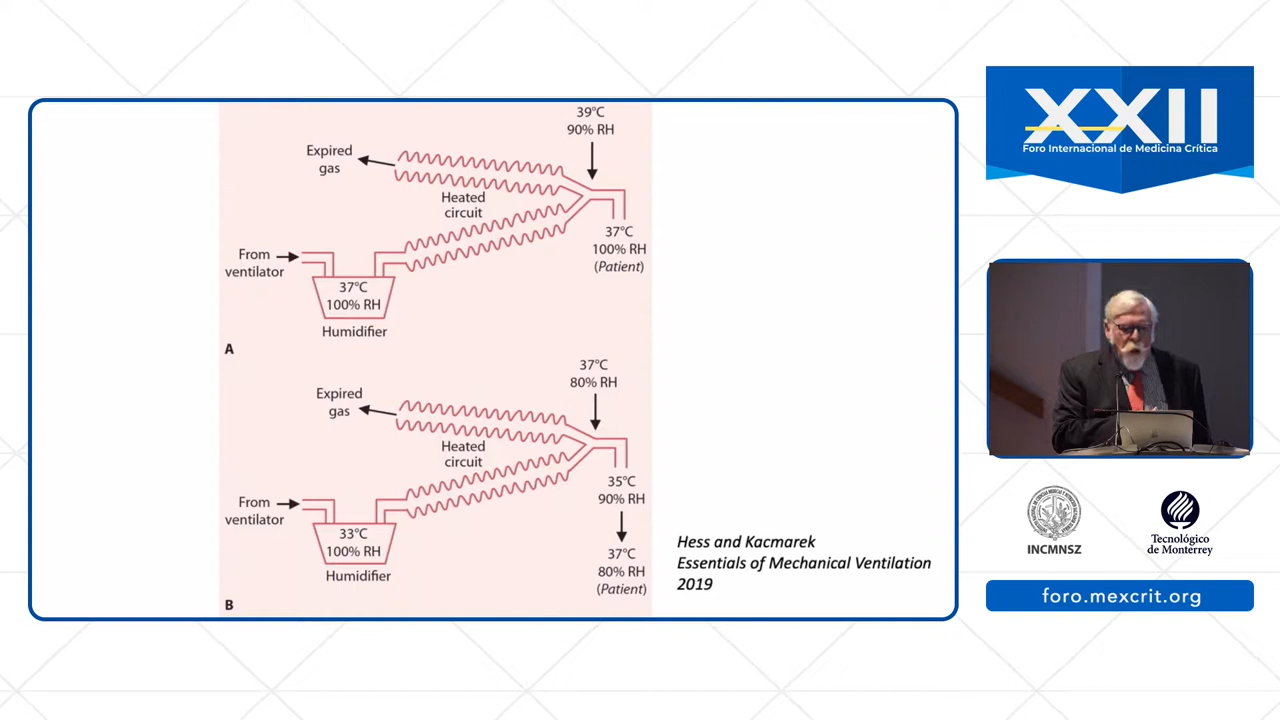 39°C
90% RH
Expired
gas
Heated
circuit
From
ventilator
37°C
100% RH
Humidifier
37°C
100% RH
(Patient)
A
37°C
80% RH
Expired
gas
Heated
circuit
From
ventilator
33°C
100% RH
Humidifier
35°C
90% RH
37°C
80% RH
(Patient)
B
Hess and Kacmarek
Essentials of Mechanical Ventilation
2019
XXII
Foro Internacional de Medicina Crítica
INCMNSZ
Tecnológico
de Monterrey
foro.mexcrit.org